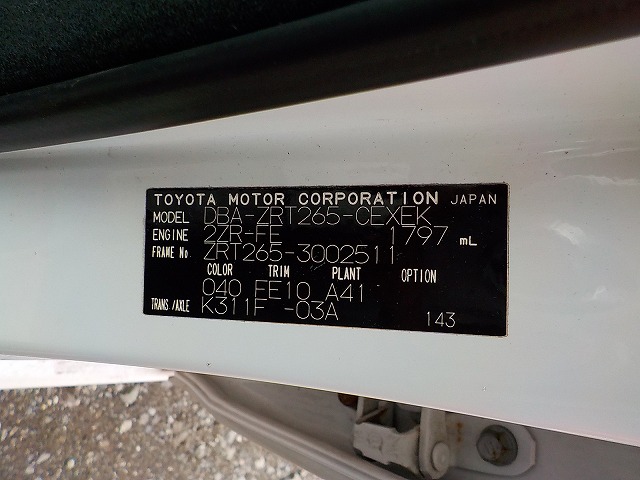 TOYOTA MOTOR CORPORATION JAPAN
MODEL DBA-ZRT265-CEXEK
ENGINE 2ZR-FE 1797 mL
FRAME No. ZRT265-3002511
COLOR TRIM PLANT OPTION
040 FE10 A41
TRANS/AXLE K311F -03A
143